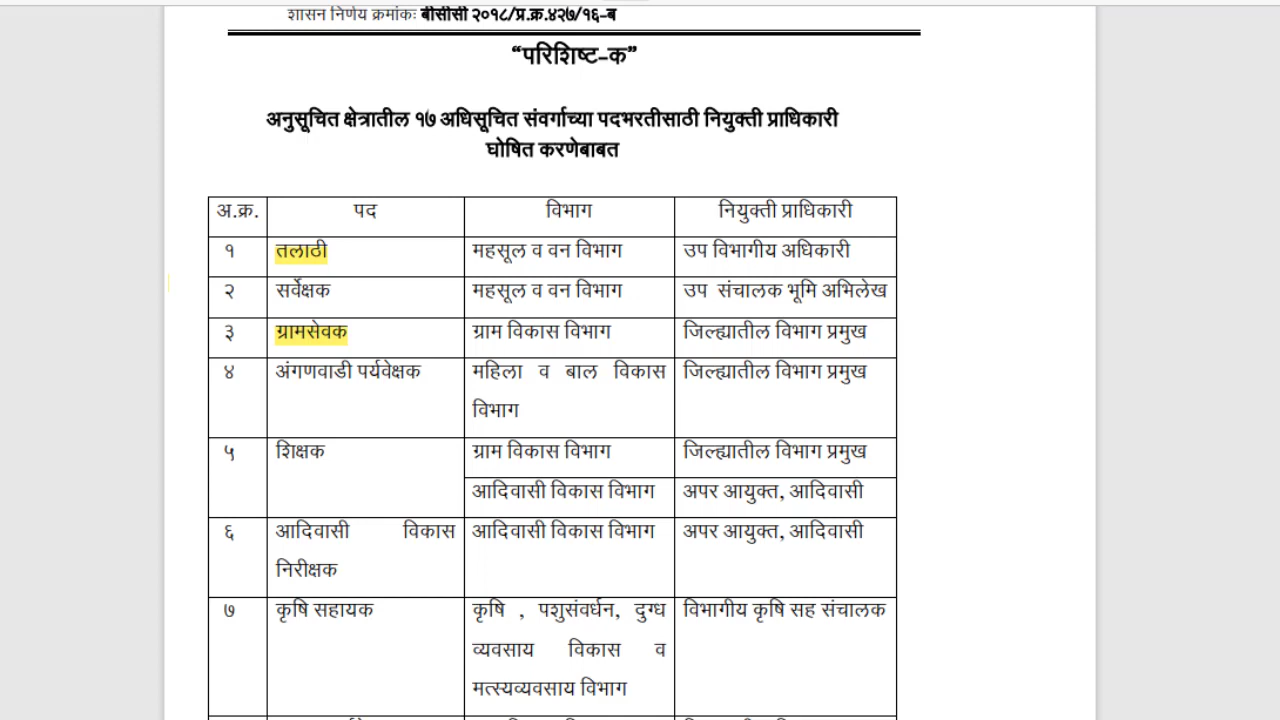 शासन निर्णय क्रमांकः बीसीसी २०१८/प्र.क्र.४२७/१६-ब
“परिशिष्ट-क”
अनुसूचित क्षेत्रातील १७ अधिसूचित संवर्गाच्या पदभरतीसाठी नियुक्ती प्राधिकारी
घोषित करणेबाबत
अ.क्र. पद विभाग नियुक्ती प्राधिकारी
१ तलाठी महसूल व वन विभाग उप विभागीय अधिकारी
२ सर्वेक्षक महसूल व वन विभाग उप संचालक भूमि अभिलेख
३ ग्रामसेवक ग्राम विकास विभाग जिल्ह्यातील विभाग प्रमुख
४ अंगणवाडी पर्यवेक्षक महिला व बाल विकास जिल्ह्यातील विभाग प्रमुख
विभाग
५ शिक्षक ग्राम विकास विभाग जिल्ह्यातील विभाग प्रमुख
आदिवासी विकास विभाग अपर आयुक्त, आदिवासी
६ आदिवासी विकास आदिवासी विकास विभाग अपर आयुक्त, आदिवासी
निरीक्षक
७ कृषि सहायक कृषि , पशुसंवर्धन, दुग्ध विभागीय कृषि सह संचालक
व्यवसाय विकास व
मत्स्यव्यवसाय विभाग